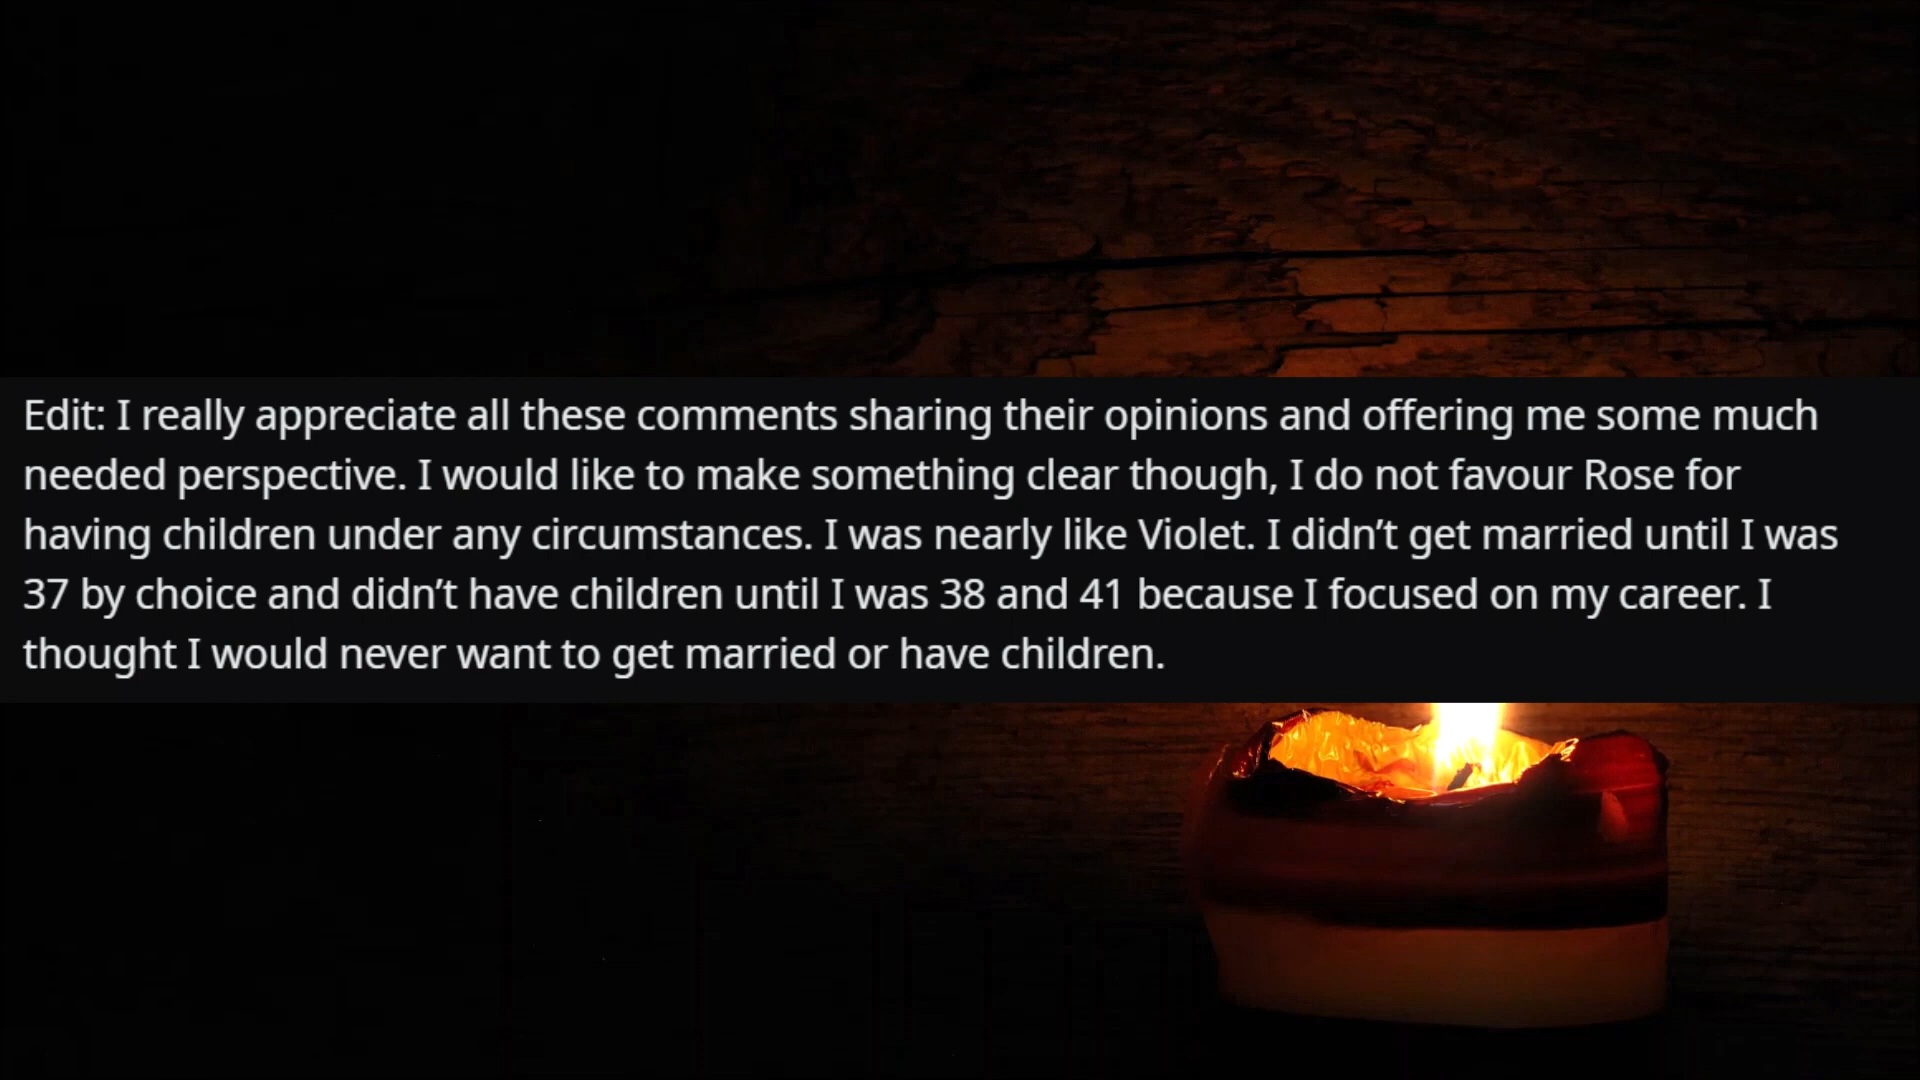 Edit: I really appreciate all these comments sharing their opinions and offering me some much
needed perspective. I would like to make something clear though, I do not favour Rose for
having children under any circumstances. I was nearly like Violet. I didn’t get married until I was
37 by choice and didn’t have children until I was 38 and 41 because I focused on my career. I
thought I would never want to get married or have children.